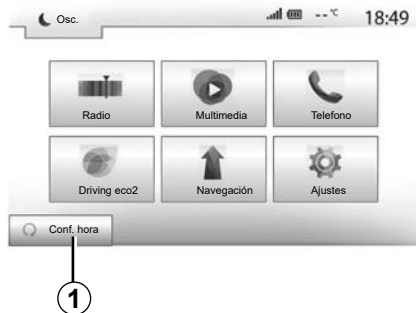 Osc.
--°C
18:49
Radio
Multimedia
Telefono
Driving eco2
Navegación
Ajustes
Conf. hora
1